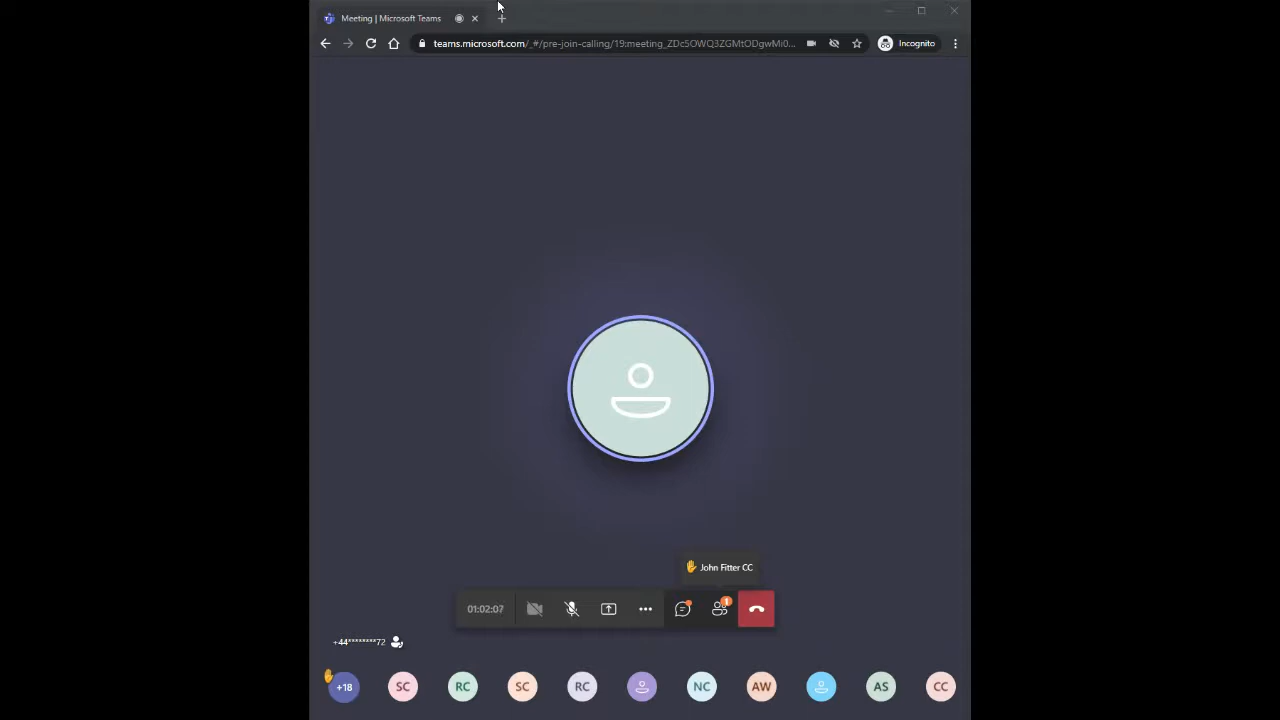 Meeting | Microsoft Teams
teams.microsoft.com/_#/pre-join-calling/19:meeting_ZDc5OWQ3ZGMtODgwMi0...
Incognito
John Fitter CC
01:02:07
+44********72
+18
SC
RC
SC
RC
NC
AW
AS
CC